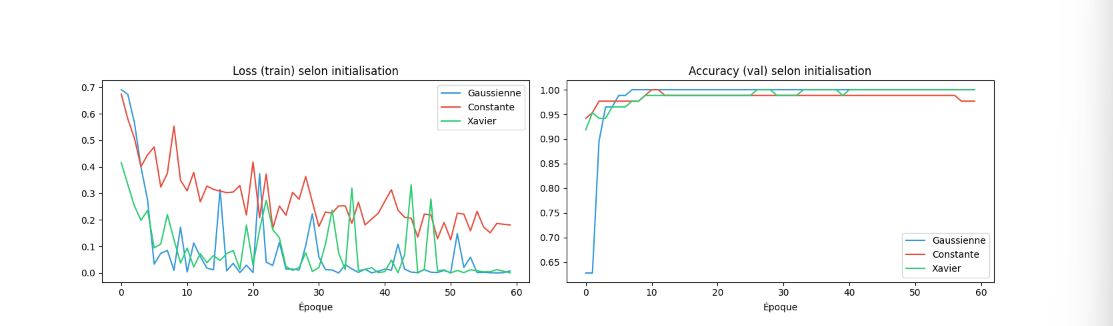 Loss (train) selon initialisation
0.7
0.6
0.5
0.4
0.3
0.2
0.1
0.0
Gaussienne
Constante
Xavier
0 10 20 30 40 50 60
Époque
Accuracy (val) selon initialisation
1.00
0.95
0.90
0.85
0.80
0.75
0.70
0.65
Gaussienne
Constante
Xavier
0 10 20 30 40 50 60
Époque